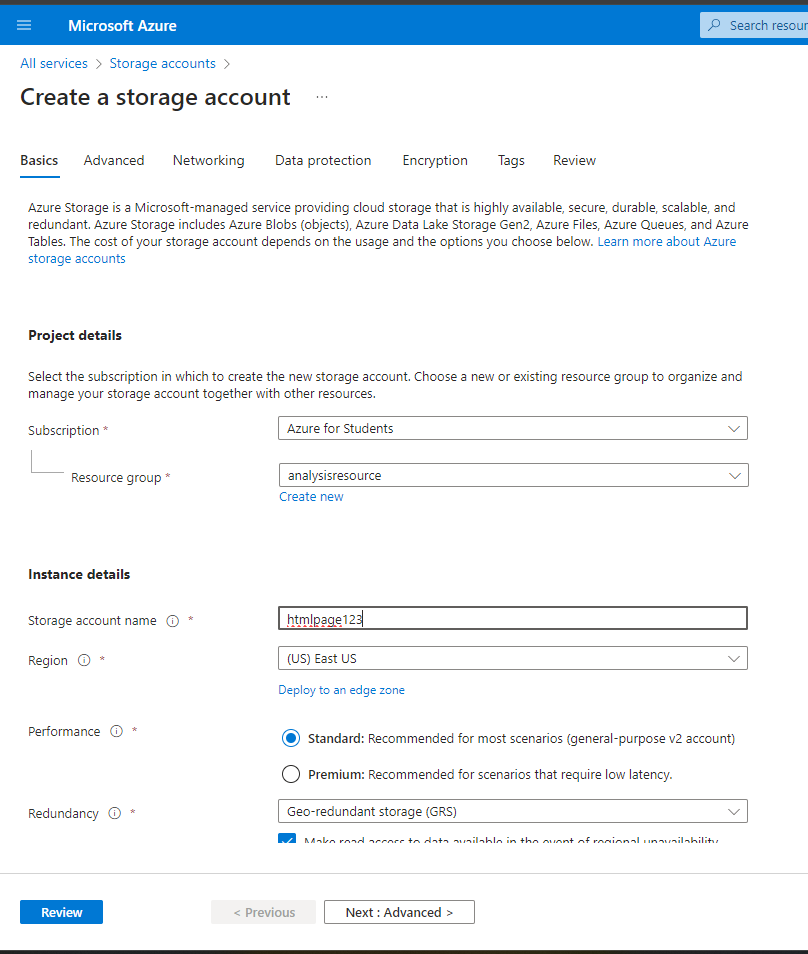 Microsoft Azure
Search resour
All services > Storage accounts >
Create a storage account ...
Basics Advanced Networking Data protection Encryption Tags Review
Azure Storage is a Microsoft-managed service providing cloud storage that is highly available, secure, durable, scalable, and
redundant. Azure Storage includes Azure Blobs (objects), Azure Data Lake Storage Gen2, Azure Files, Azure Queues, and Azure
Tables. The cost of your storage account depends on the usage and the options you choose below. Learn more about Azure
storage accounts
Project details
Select the subscription in which to create the new storage account. Choose a new or existing resource group to organize and
manage your storage account together with other resources.
Subscription * Azure for Students
Resource group * analysisresource
Create new
Instance details
Storage account name * htmlpage123
Region * (US) East US
Deploy to an edge zone
Performance * Standard: Recommended for most scenarios (general-purpose v2 account)
Premium: Recommended for scenarios that require low latency.
Redundancy * Geo-redundant storage (GRS)
Make read access to data available in the event of regional unavailability
Review < Previous Next : Advanced >